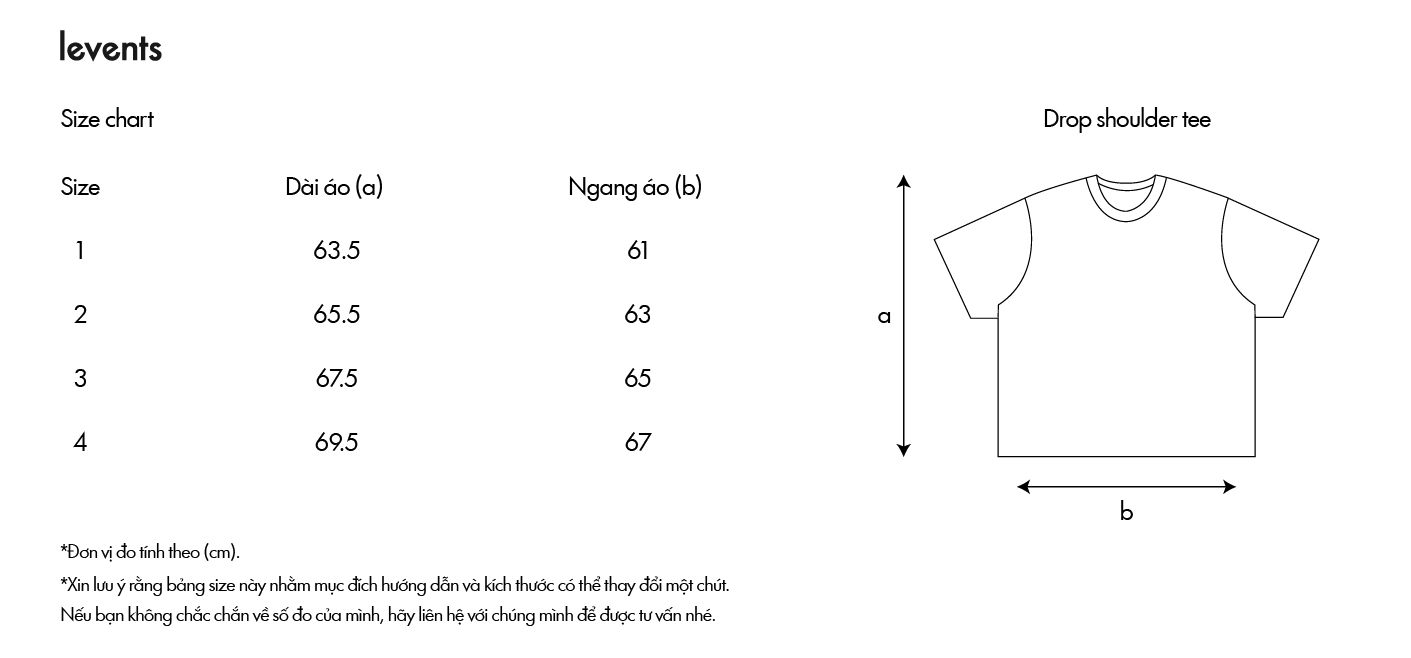 levents
Size chart
Drop shoulder tee
Size Dài áo (a) Ngang áo (b)
1 63.5 61
2 65.5 63
3 67.5 65
4 69.5 67
a
b
*Đơn vị đo tính theo (cm).
*Xin lưu ý rằng bảng size này nhằm mục đích hướng dẫn và kích thước có thể thay đổi một chút.
Nếu bạn không chắc chắn về số đo của mình, hãy liên hệ với chúng mình để được tư vấn nhé.